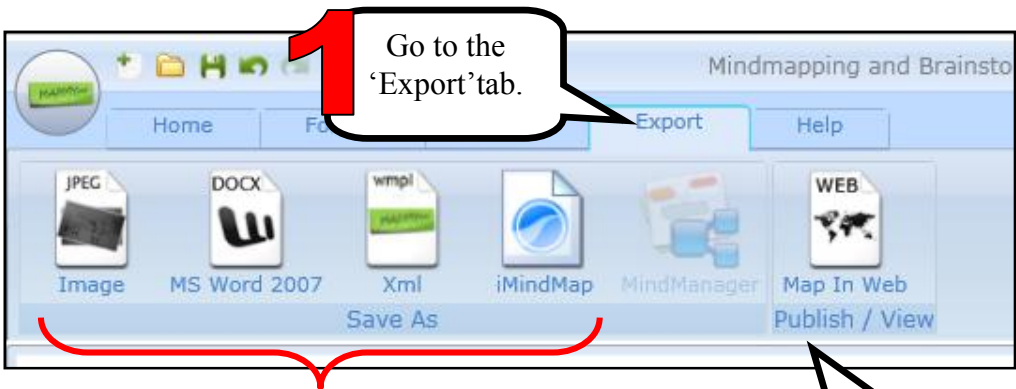 1
Go to the
‘Export’tab.
Mindmapping and Brainsto
Home
Fo
Export
Help
JPEG
DOCX
wmpl
WEB
Image
MS Word 2007
Xml
iMindMap
MindManager
Map In Web
Save As
Publish / View